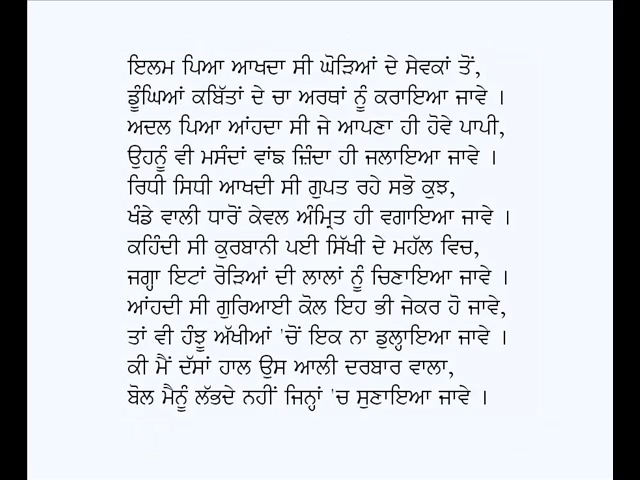 ਇਲਮ ਪਿਆ ਆਖਦਾ ਸੀ ਘੋੜਿਆਂ ਦੇ ਸੇਵਕਾਂ ਤੋਂ,
ਡੂੰਘਿਆਂ ਕਬਿੱਤਾਂ ਦੇ ਚਾ ਅਰਥਾਂ ਨੂੰ ਕਰਾਇਆ ਜਾਵੇ ।
ਅਦਲ ਪਿਆ ਆਂਹਦਾ ਸੀ ਜੇ ਆਪਣਾ ਹੀ ਹੋਵੇ ਪਾਪੀ,
ਉਹਨੂੰ ਵੀ ਮਸੰਦਾਂ ਵਾਂਙ ਜ਼ਿੰਦਾ ਹੀ ਜਲਾਇਆ ਜਾਵੇ ।
ਰਿਧੀ ਸਿਧੀ ਆਖਦੀ ਸੀ ਗੁਪਤ ਰਹੇ ਸਭੋ ਕੁਝ,
ਖੰਡੇ ਵਾਲੀ ਧਾਰੋਂ ਕੇਵਲ ਅੰਮ੍ਰਿਤ ਹੀ ਵਗਾਇਆ ਜਾਵੇ ।
ਕਹਿੰਦੀ ਸੀ ਕੁਰਬਾਨੀ ਪਈ ਸਿੱਖੀ ਦੇ ਮਹੱਲ ਵਿਚ,
ਜਗ੍ਹਾ ਇਟਾਂ ਰੋੜਿਆਂ ਦੀ ਲਾਲਾਂ ਨੂੰ ਚਿਣਾਇਆ ਜਾਵੇ ।
ਆਂਹਦੀ ਸੀ ਗੁਰਿਆਈ ਕੋਲ ਇਹ ਭੀ ਜੇਕਰ ਹੋ ਜਾਵੇ,
ਤਾਂ ਵੀ ਹੰਝੂ ਅੱਖੀਆਂ 'ਚੋਂ ਇਕ ਨਾ ਡੁਲ੍ਹਾਇਆ ਜਾਵੇ ।
ਕੀ ਮੈਂ ਦੱਸਾਂ ਹਾਲ ਉਸ ਆਲੀ ਦਰਬਾਰ ਵਾਲਾ,
ਬੋਲ ਮੈਨੂੰ ਲੱਭਦੇ ਨਹੀਂ ਜਿਨ੍ਹਾਂ 'ਚ ਸੁਣਾਇਆ ਜਾਵੇ ।